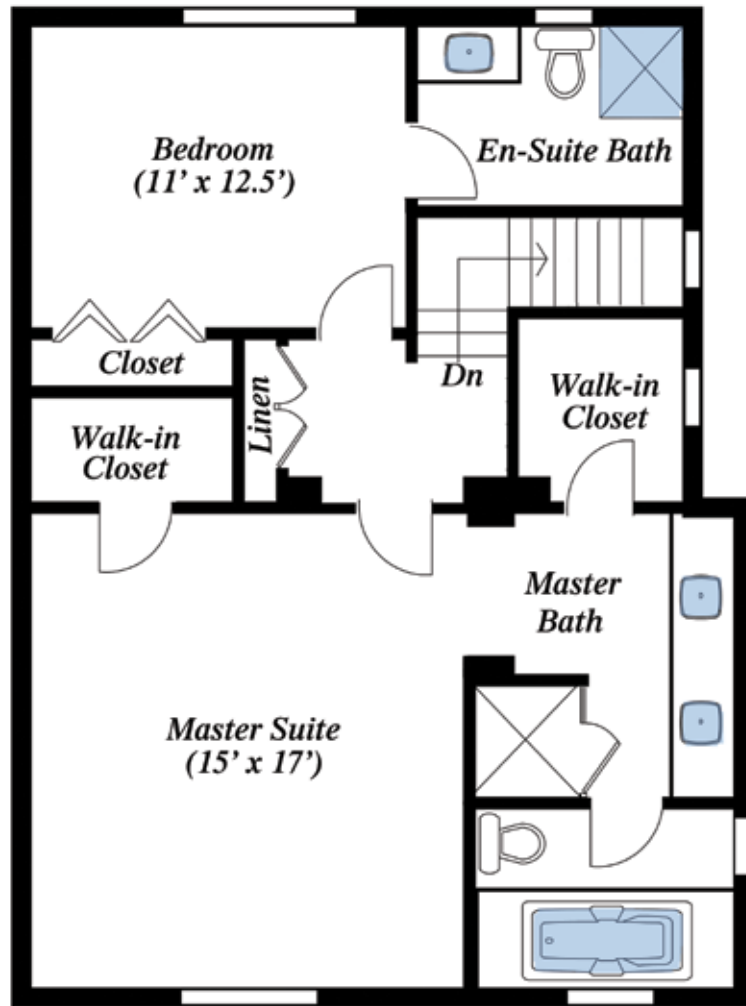 Bedroom
(11’ x 12.5’)
En-Suite Bath
Closet
Linen
Dn
Walk-in
Closet
Walk-in
Closet
Master
Bath
Master Suite
(15’ x 17’)